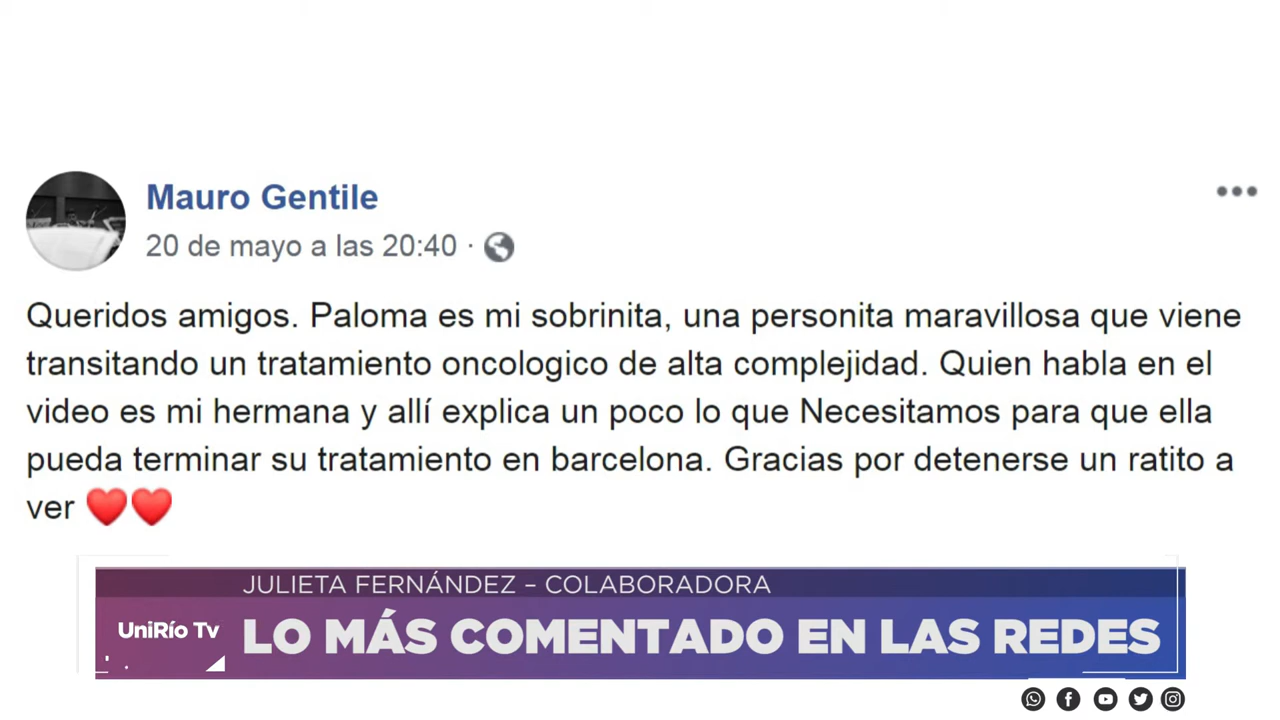 Mauro Gentile
20 de mayo a las 20:40 ·
Queridos amigos. Paloma es mi sobrinita, una personita maravillosa que viene
transitando un tratamiento oncologico de alta complejidad. Quien habla en el
video es mi hermana y allí explica un poco lo que Necesitamos para que ella
pueda terminar su tratamiento en barcelona. Gracias por detenerse un ratito a
ver ❤️❤️
JULIETA FERNÁNDEZ – COLABORADORA
UniRío Tv
LO MÁS COMENTADO EN LAS REDES